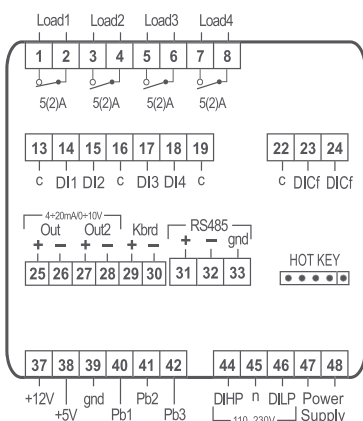 Load1 Load2 Load3 Load4
1 2 3 4 5 6 7 8
5(2)A 5(2)A 5(2)A 5(2)A
13 14 15 16 17 18 19 22 23 24
c DI1 DI2 c DI3 DI4 c c DICf DICf
4÷20mA/0÷10V
Out Out2 Kbrd RS485
+ − + − + − + − gnd
25 26 27 28 29 30 31 32 33
HOT KEY
37 38 39 40 41 42 44 45 46 47 48
+12V gnd Pb2 DIHP n DILP Power
+5V Pb1 Pb3 110..230V Supply